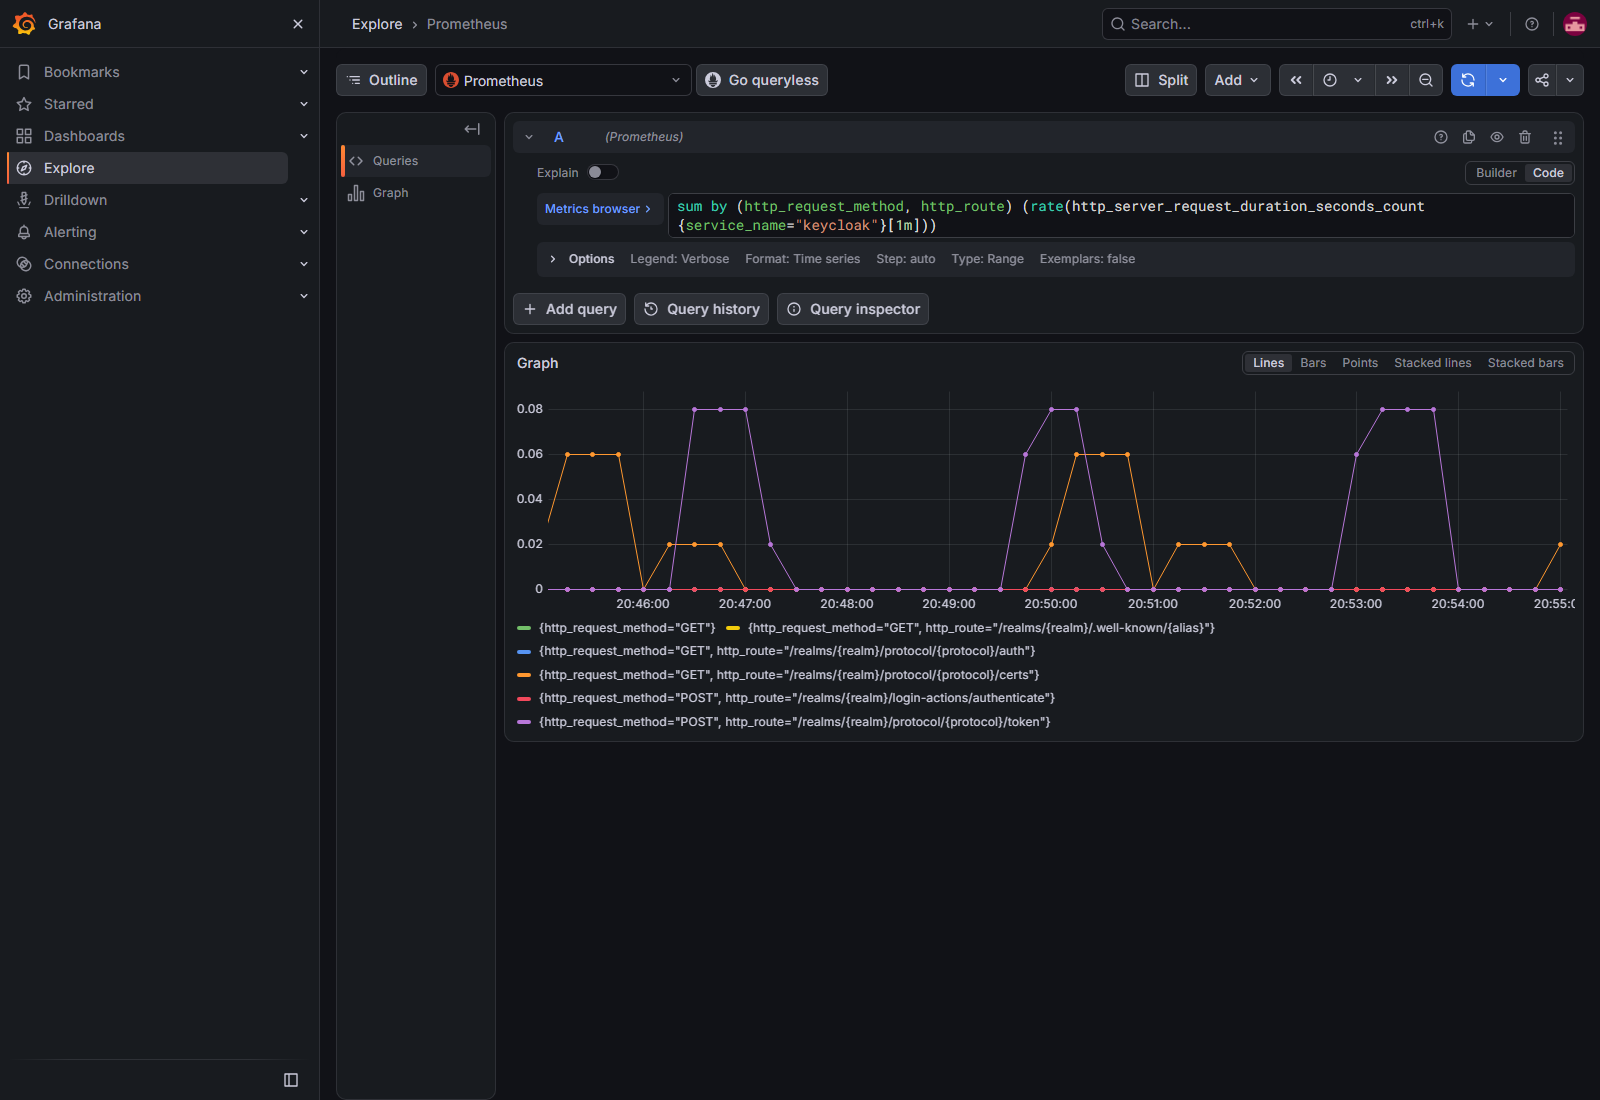 Grafana
Explore › Prometheus
Search...
ctrl+k
Bookmarks
Starred
Dashboards
Explore
Drilldown
Alerting
Connections
Administration
Outline
Prometheus
Go queryless
Split
Add
Queries
Graph
A
(Prometheus)
Explain
Builder
Code
Metrics browser >
sum by (http_request_method, http_route) (rate(http_server_request_duration_seconds_count
{service_name="keycloak"}[1m]))
Options
Legend: Verbose
Format: Time series
Step: auto
Type: Range
Exemplars: false
+ Add query
Query history
Query inspector
Graph
Lines
Bars
Points
Stacked lines
Stacked bars
0.08
0.06
0.04
0.02
0
20:46:00
20:47:00
20:48:00
20:49:00
20:50:00
20:51:00
20:52:00
20:53:00
20:54:00
20:55:0
{http_request_method="GET"}
{http_request_method="GET", http_route="/realms/{realm}/.well-known/{alias}"}
{http_request_method="GET", http_route="/realms/{realm}/protocol/{protocol}/auth"}
{http_request_method="GET", http_route="/realms/{realm}/protocol/{protocol}/certs"}
{http_request_method="POST", http_route="/realms/{realm}/login-actions/authenticate"}
{http_request_method="POST", http_route="/realms/{realm}/protocol/{protocol}/token"}